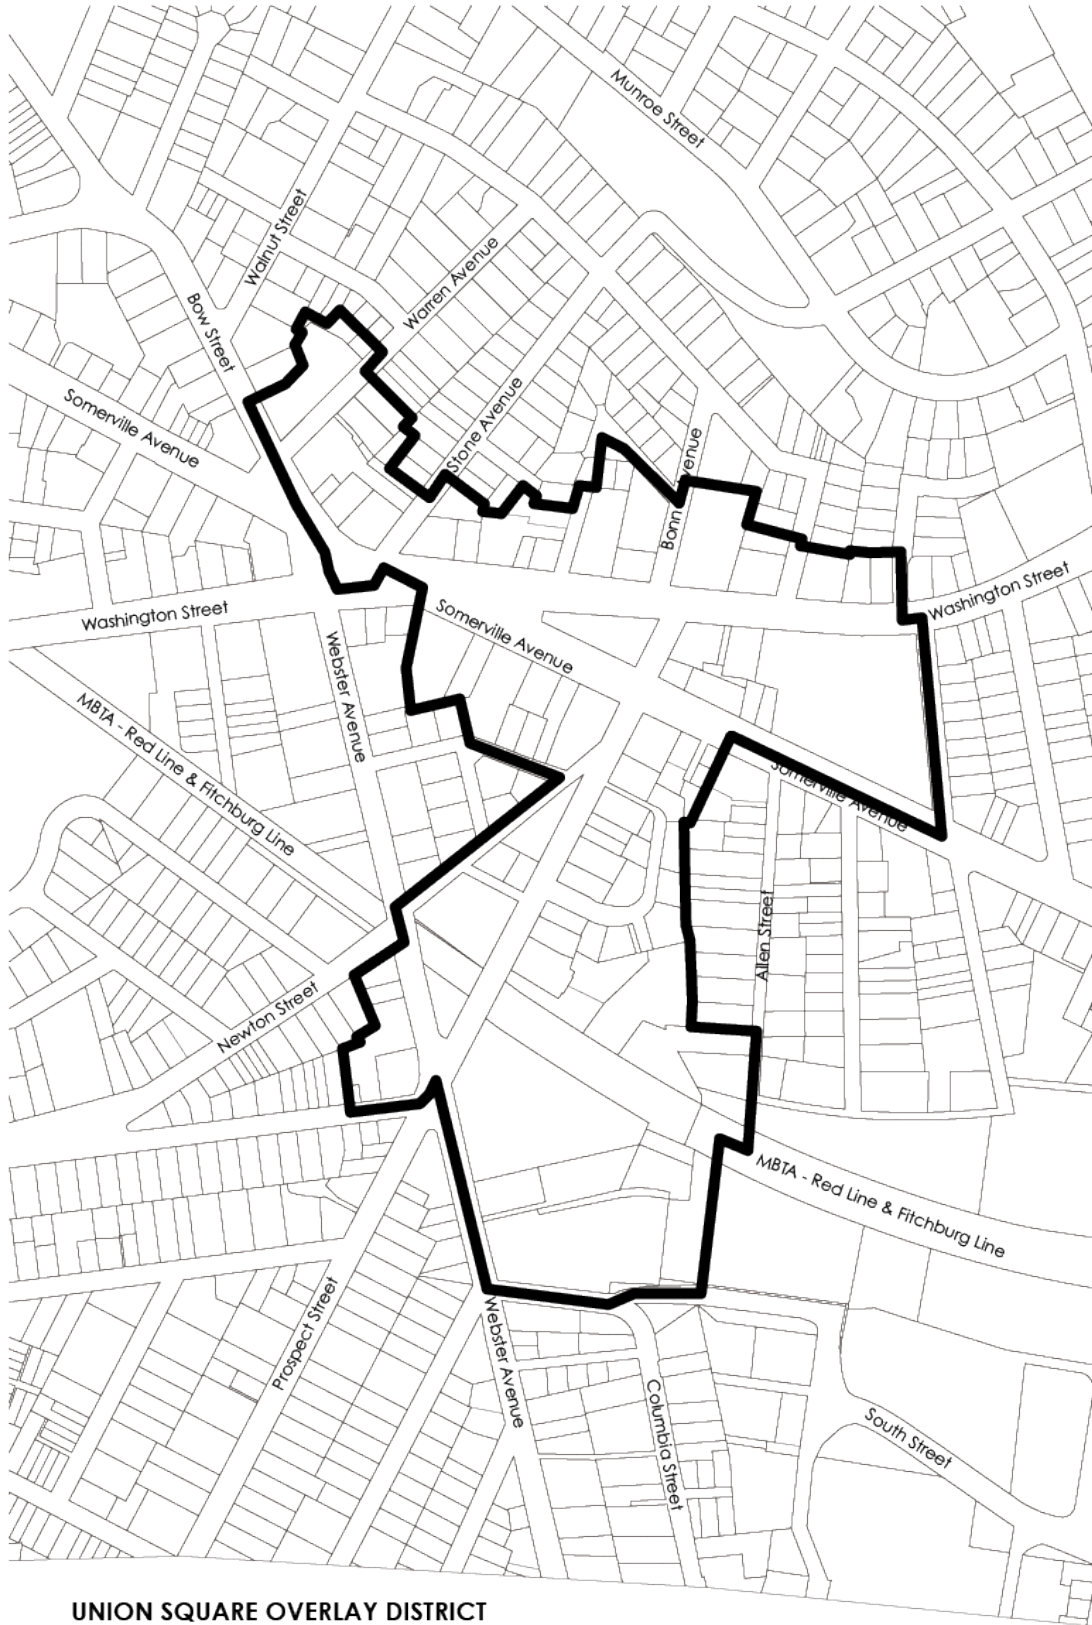 Munroe Street
Walnut Street
Warren Avenue
Bow Street
Somerville Avenue
Stone Avenue
Bonn
venue
Washington Street
Washington Street
Somerville Avenue
Webster Avenue
MBTA - Red Line & Fitchburg Line
Somerville Avenue
Allen Street
Newton Street
MBTA - Red Line & Fitchburg Line
Prospect Street
Webster Avenue
Columbia Street
South Street
UNION SQUARE OVERLAY DISTRICT